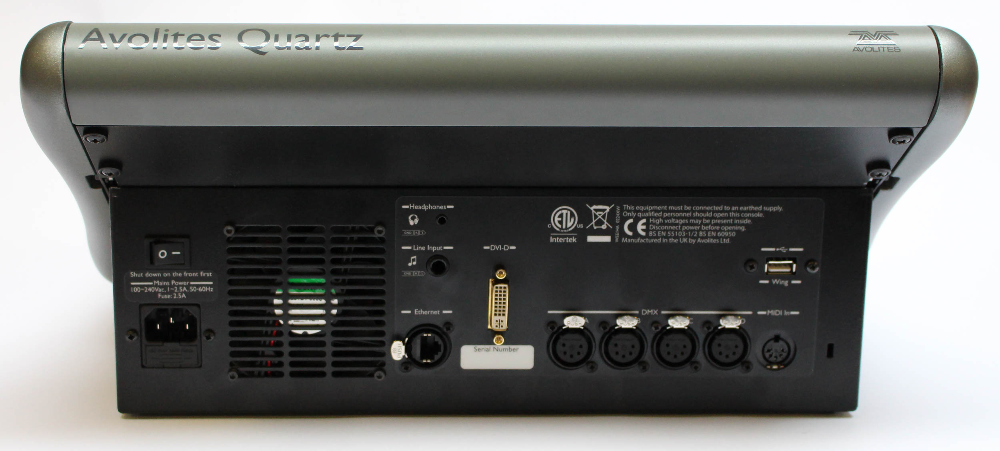 Avolites Quartz
AVOLITES
Headphones
GND R L
Line Input
GND R L
DVI-D
C ETL US
LISTED
Intertek
WEE/HA 0224XW
This equipment must be connected to an earthed supply.
Only qualified personnel should open this console.
High voltages may be present inside.
Disconnect power before opening.
CE BS EN 55103-1/2 BS EN 60950
Manufactured in the UK by Avolites Ltd.
O –
Shut down on the front first
Mains Power
100~240Vac, 1~2.5A, 50-60Hz
Fuse: 2.5A
Wing
Ethernet
PUSH
DMX
A B C D
PUSH PUSH PUSH PUSH
MIDI In
Serial Number